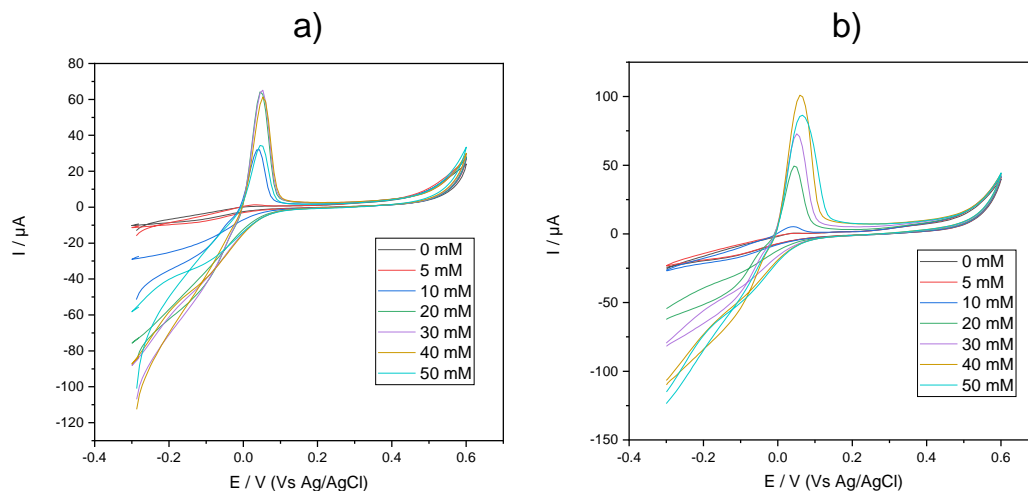 a)
80
60
40
20
0
-20
-40
-60
-80
-100
-120
I / µA
0 mM
5 mM
10 mM
20 mM
30 mM
40 mM
50 mM
-0.4
-0.2
0.0
0.2
0.4
0.6
E / V (Vs Ag/AgCl)
b)
100
50
0
-50
-100
-150
I / µA
0 mM
5 mM
10 mM
20 mM
30 mM
40 mM
50 mM
-0.4
-0.2
0.0
0.2
0.4
0.6
E / V (Vs Ag/AgCl)